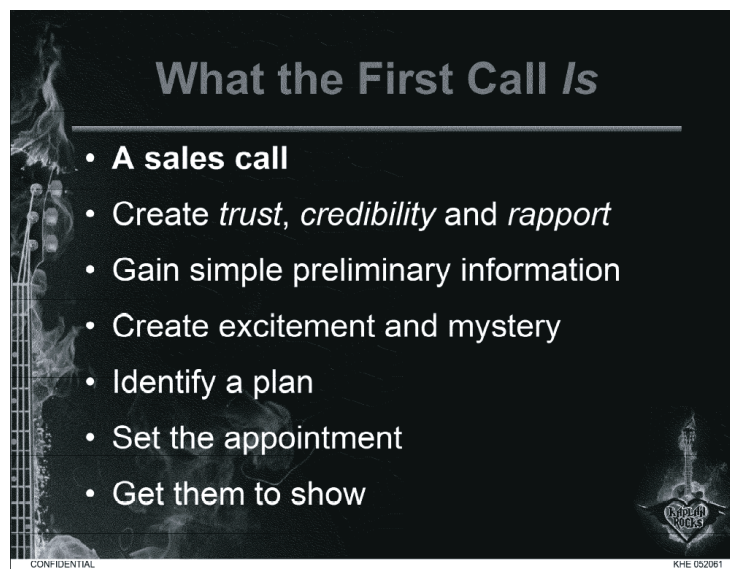 What the First Call Is
• A sales call
• Create trust, credibility and rapport
• Gain simple preliminary information
• Create excitement and mystery
• Identify a plan
• Set the appointment
• Get them to show
KAPLAN
ROCKS
CONFIDENTIAL
KHE 052061